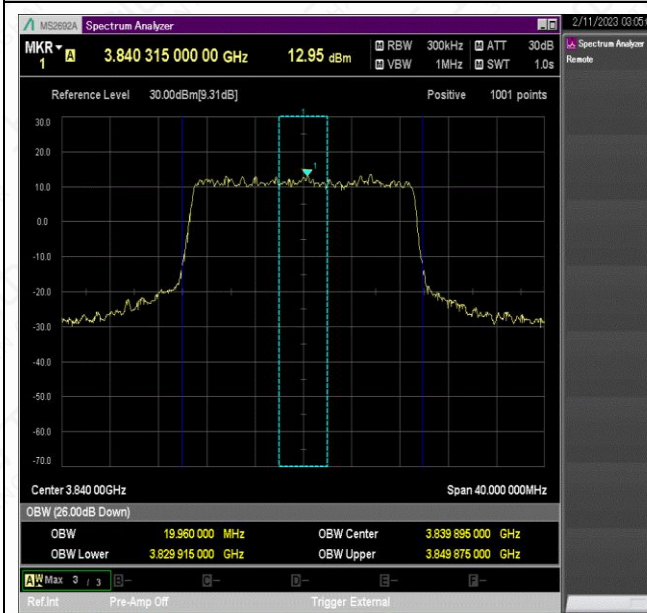 MS2692A Spectrum Analyzer 2/11/2023 03:05:
MKR A 3.840 315 000 00 GHz 12.95 dBm M RBW 300kHz M ATT 30dB
1 M VBW 1MHz M SWT 1.0s
Spectrum Analyzer
Remote
Reference Level 30.00dBm[9.31dB] Positive 1001 points
1
30.0
20.0
1
10.0
0.0
-10.0
-20.0
-30.0
-40.0
-50.0
-60.0
-70.0
Center 3.840 00GHz Span 40.000 000MHz
OBW (26.00dB Down)
OBW 19.960 000 MHz OBW Center 3.839 895 000 GHz
OBW Lower 3.829 915 000 GHz OBW Upper 3.849 875 000 GHz
A W Max 3 / 3 B- C- D- E- F-
Ref.Int Pre-Amp Off Trigger External